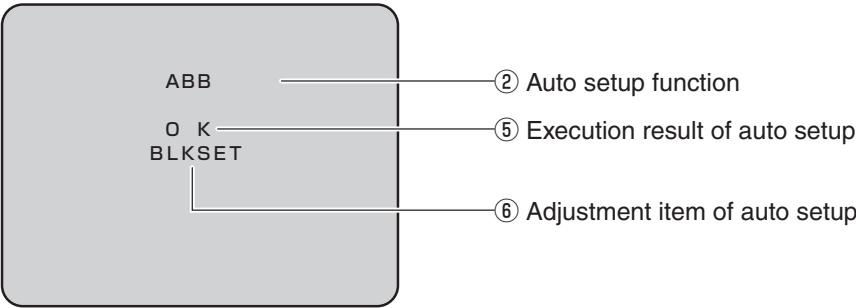 ABB
② Auto setup function
O K
⑤ Execution result of auto setup
BLKSET
⑥ Adjustment item of auto setup